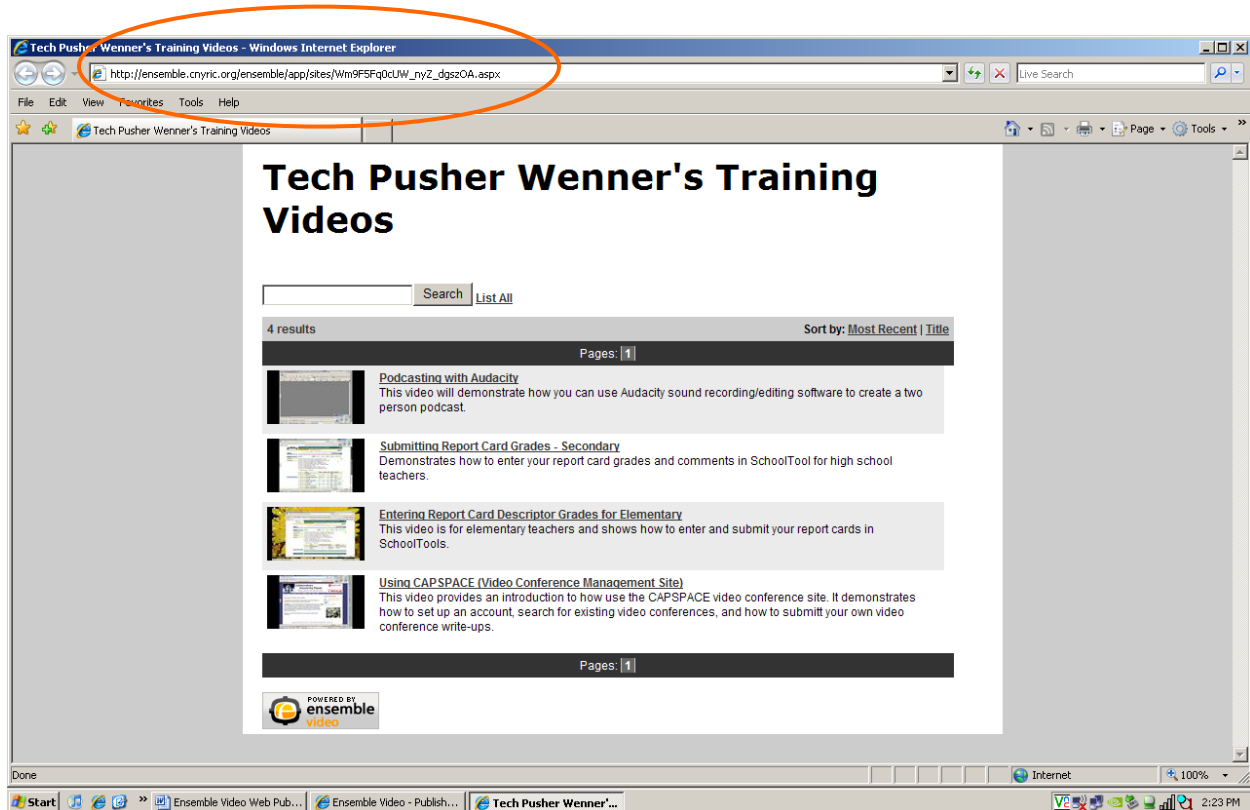 Tech Pusher Wenner's Training Videos - Windows Internet Explorer
http://ensemble.cnyric.org/ensemble/app/sites/Wm9F5Fq0cUW_nyZ_dgszOA.aspx
Live Search
File Edit View Favorites Tools Help
Tech Pusher Wenner's Training Videos
Page Tools »
Tech Pusher Wenner's Training
Videos
Search List All
4 results Sort by: Most Recent | Title
Pages: 1
Podcasting with Audacity
This video will demonstrate how you can use Audacity sound recording/editing software to create a two
person podcast.
Submitting Report Card Grades - Secondary
Demonstrates how to enter your report card grades and comments in SchoolTool for high school
teachers.
Entering Report Card Descriptor Grades for Elementary
This video is for elementary teachers and shows how to enter and submit your report cards in
SchoolTools.
Using CAPSPACE (Video Conference Management Site)
This video provides an introduction to how use the CAPSPACE video conference site. It demonstrates
how to set up an account, search for existing video conferences, and how to submitt your own video
conference write-ups.
Pages: 1
POWERED BY
ensemble
video
Done Internet 100%
Start » Ensemble Video Web Pub... Ensemble Video - Publish... Tech Pusher Wenner'... 2:23 PM